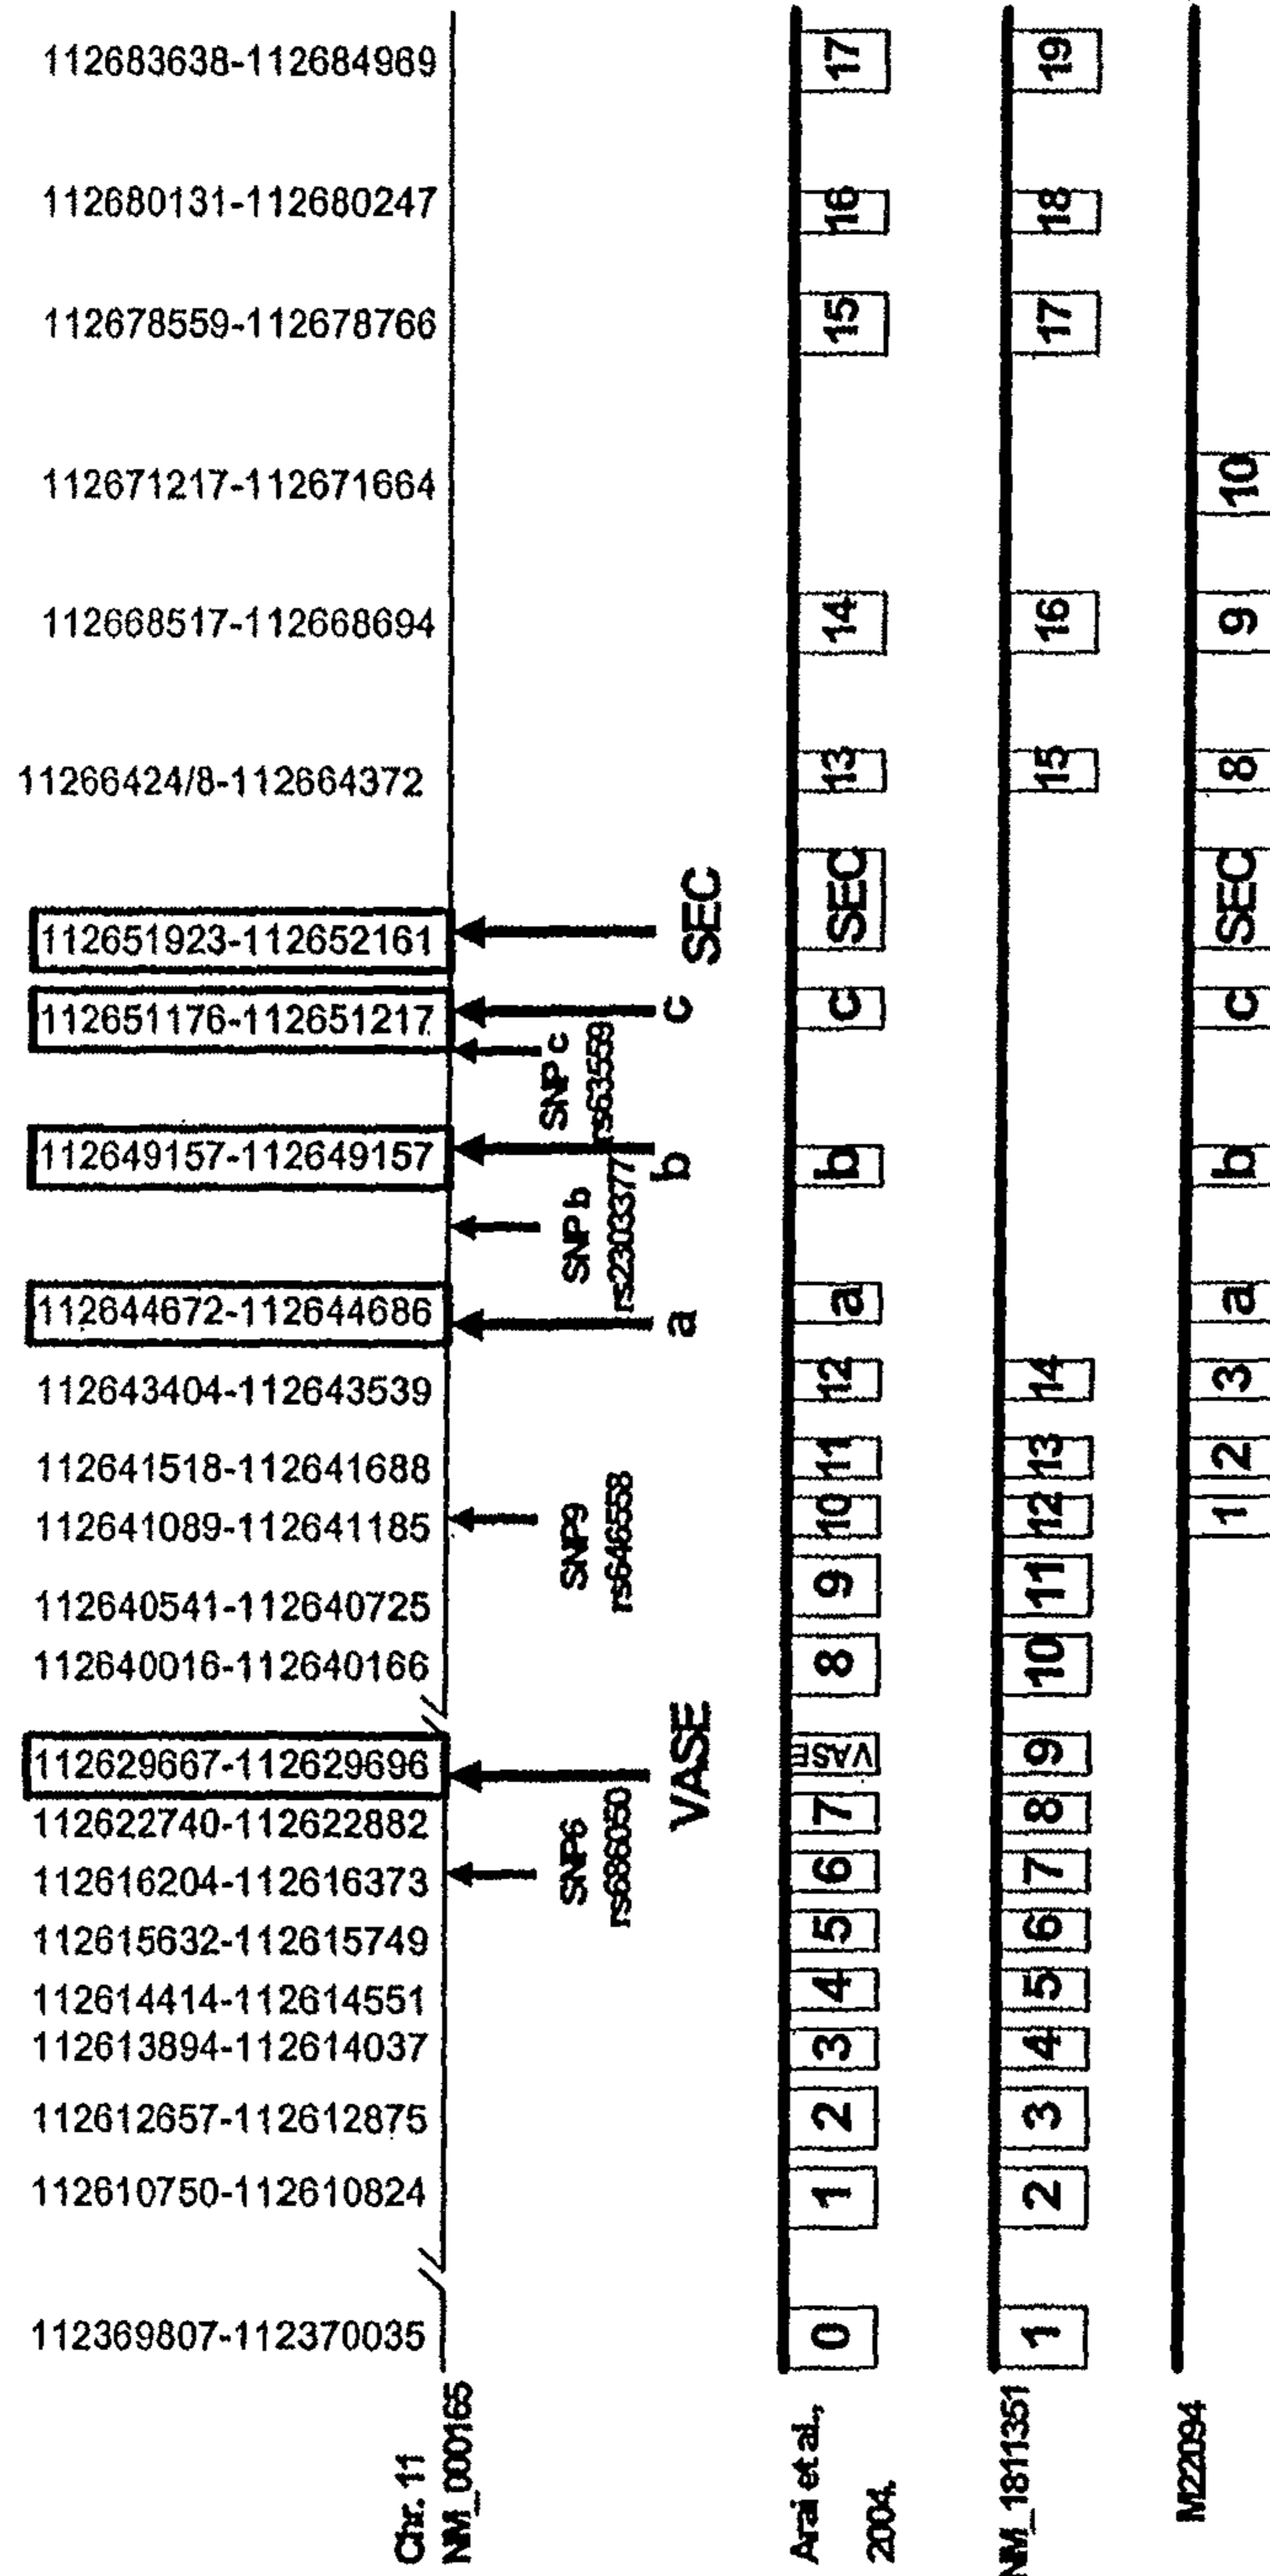 112683638-112684969
112680131-112680247
112678559-112678766
112671217-112671664
112668517-112668694
11266424/8-112664372
112651923-112652161
112651176-112651217
112649157-112649157
112644672-112644686
112643404-112643539
112641518-112641688
112641089-112641185
112640541-112640725
112640016-112640166
112629667-112629696
112622740-112622882
112616204-112616373
112615632-112615749
112614414-112614551
112613894-112614037
112612657-112612875
112610750-112610824
112369807-112370035
Chr. 11
NM_000165
SNP6
rs686050
SNP9
rs646558
SNP b
rs2303377
SNP c
rs63559
VASE
a
b
c
SEC
Arai et al.,
2004.
0 1 2 3 4 5 6 7 VASE 8 9 10 11 12 a b c SEC 13 14 15 16 17
NM_1811351
1 2 3 4 5 6 7 8 9 10 11 12 13 14 15 16 17 18 19
M22094
1 2 3 a b c SEC 8 9 10